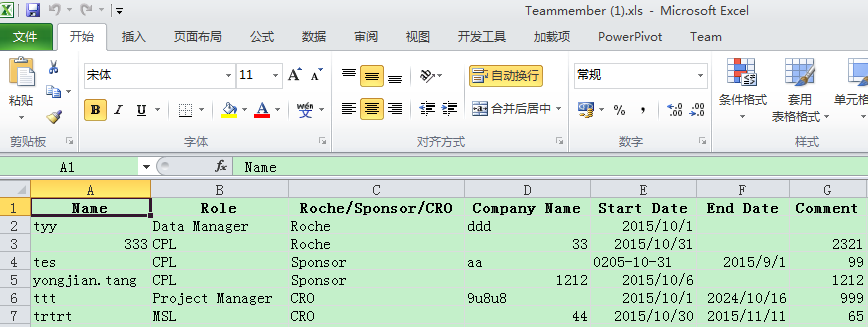 Teammember (1).xls - Microsoft Excel
文件 开始 插入 页面布局 公式 数据 审阅 视图 开发工具 加载项 PowerPivot Team
宋体 11 A A 自动换行 常规
粘贴 B I U A wén 合并后居中 % , .0 .00 .00 .0 条件格式 套用 表格格式 单元格
剪贴板 字体 对齐方式 数字
A1 fx Name
A B C D E F G
1 Name Role Roche/Sponsor/CRO Company Name Start Date End Date Comment
2 tyy Data Manager Roche ddd 2015/10/1
3 333 CPL Roche 33 2015/10/31 2321
4 tes CPL Sponsor aa 0205-10-31 2015/9/1 99
5 yongjian.tang CPL Sponsor 1212 2015/10/6 1212
6 ttt Project Manager CRO 9u8u8 2015/10/1 2024/10/16 999
7 trtrt MSL CRO 44 2015/10/30 2015/11/11 65